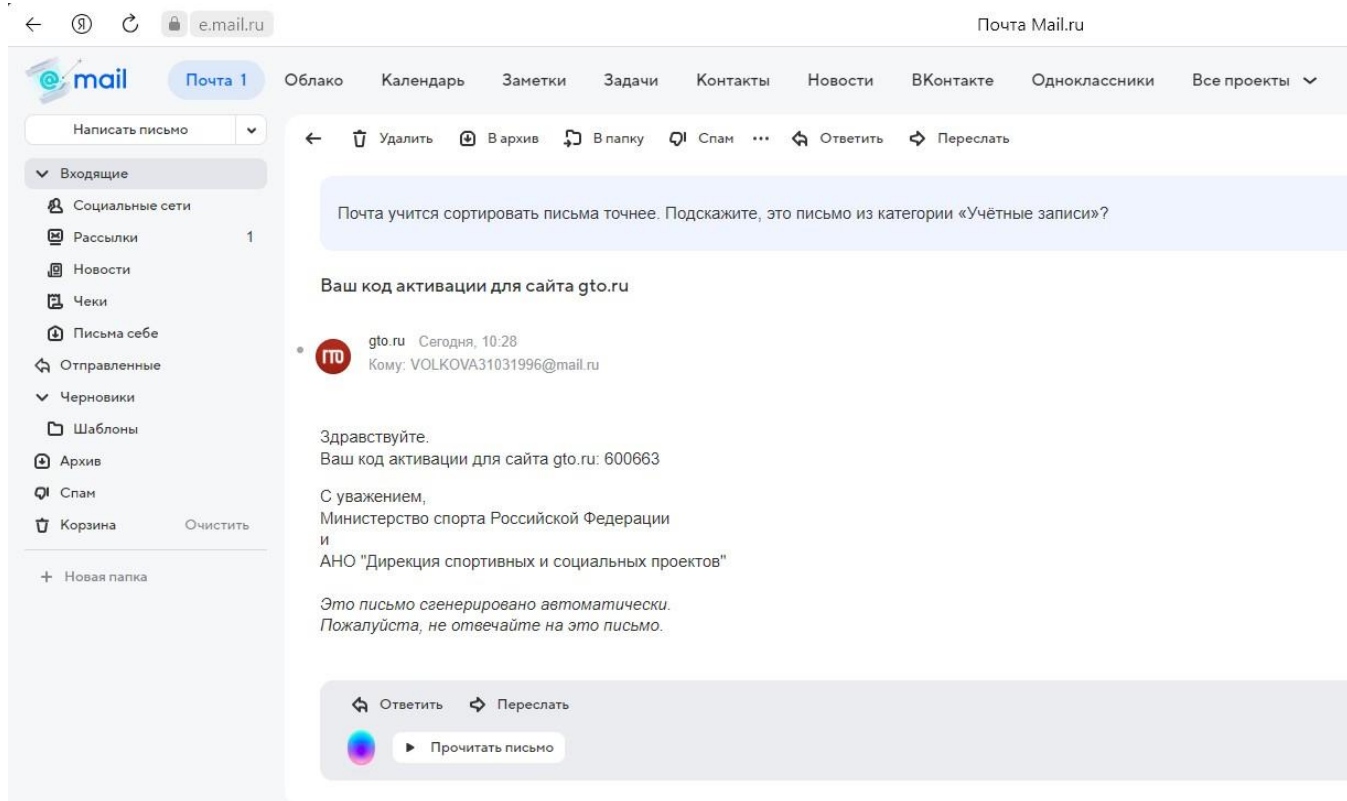 e.mail.ru
Почта Mail.ru
@mail
Почта 1
Облако
Календарь
Заметки
Задачи
Контакты
Новости
ВКонтакте
Одноклассники
Все проекты
Написать письмо
Удалить
В архив
В папку
Спам
Ответить
Переслать
Входящие
Социальные сети
Рассылки 1
Новости
Чеки
Письма себе
Отправленные
Черновики
Шаблоны
Архив
Спам
Корзина Очистить
+ Новая папка
Почта учится сортировать письма точнее. Подскажите, это письмо из категории «Учётные записи»?
Ваш код активации для сайта gto.ru
ГТО
gto.ru Сегодня, 10:28
Кому: VOLKOVA31031996@mail.ru
Здравствуйте.
Ваш код активации для сайта gto.ru: 600663
С уважением,
Министерство спорта Российской Федерации
и
АНО "Дирекция спортивных и социальных проектов"
Это письмо сгенерировано автоматически.
Пожалуйста, не отвечайте на это письмо.
Ответить
Переслать
Прочитать письмо